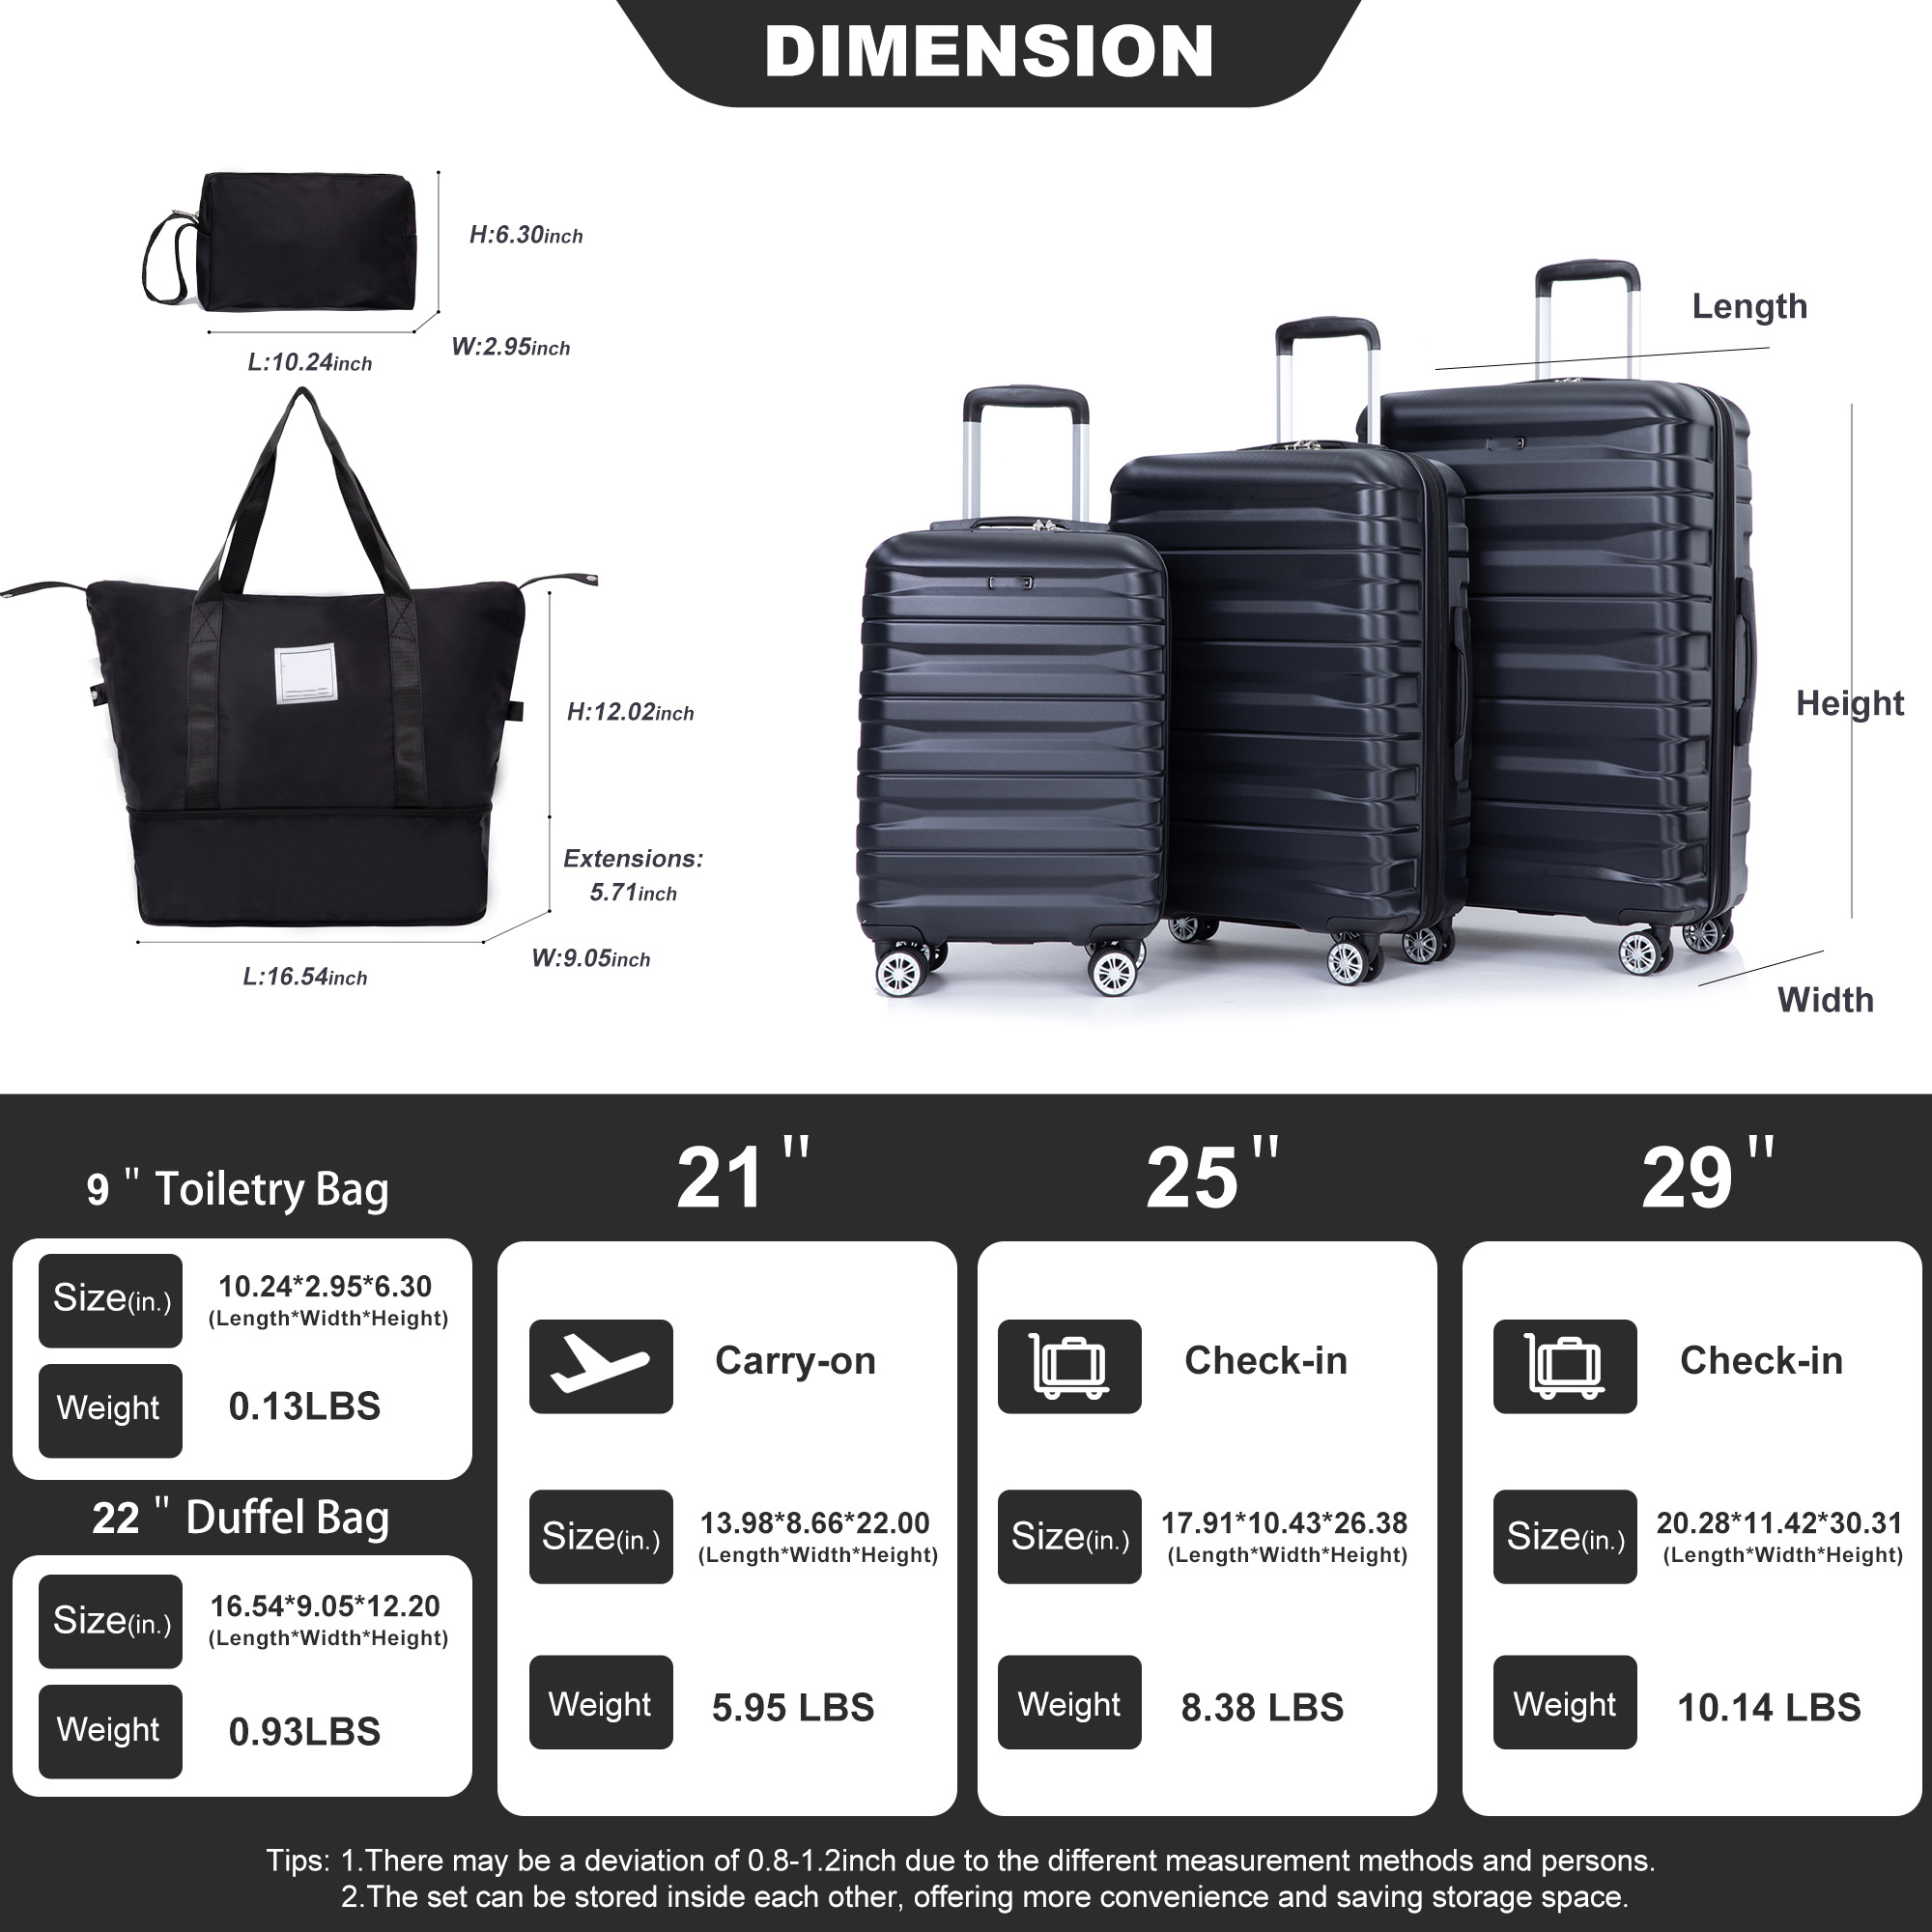 DIMENSION
H:6.30inch
W:2.95inch
L:10.24inch
Length
H:12.02inch
Height
Extensions:
5.71inch
W:9.05inch
L:16.54inch
Width
9" Toiletry Bag
Size(in.)
10.24*2.95*6.30
(Length*Width*Height)
Weight
0.13LBS
22" Duffel Bag
Size(in.)
16.54*9.05*12.20
(Length*Width*Height)
Weight
0.93LBS
21"
Carry-on
Size(in.)
13.98*8.66*22.00
(Length*Width*Height)
Weight
5.95 LBS
25"
Check-in
Size(in.)
17.91*10.43*26.38
(Length*Width*Height)
Weight
8.38 LBS
29"
Check-in
Size(in.)
20.28*11.42*30.31
(Length*Width*Height)
Weight
10.14 LBS
Tips: 1.There may be a deviation of 0.8-1.2inch due to the different measurement methods and persons.
2.The set can be stored inside each other, offering more convenience and saving storage space.